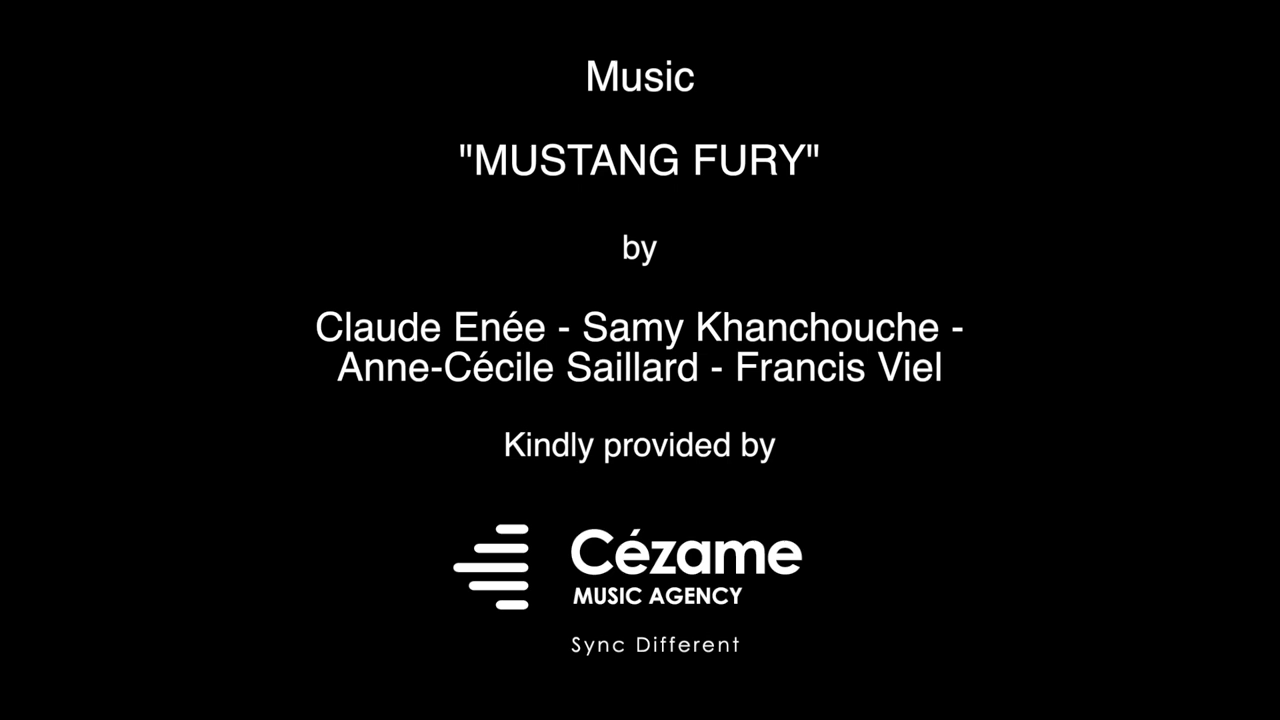 Music
"MUSTANG FURY"
by
Claude Enée - Samy Khanchouche -
Anne-Cécile Saillard - Francis Viel
Kindly provided by
Cézame
MUSIC AGENCY
Sync Different